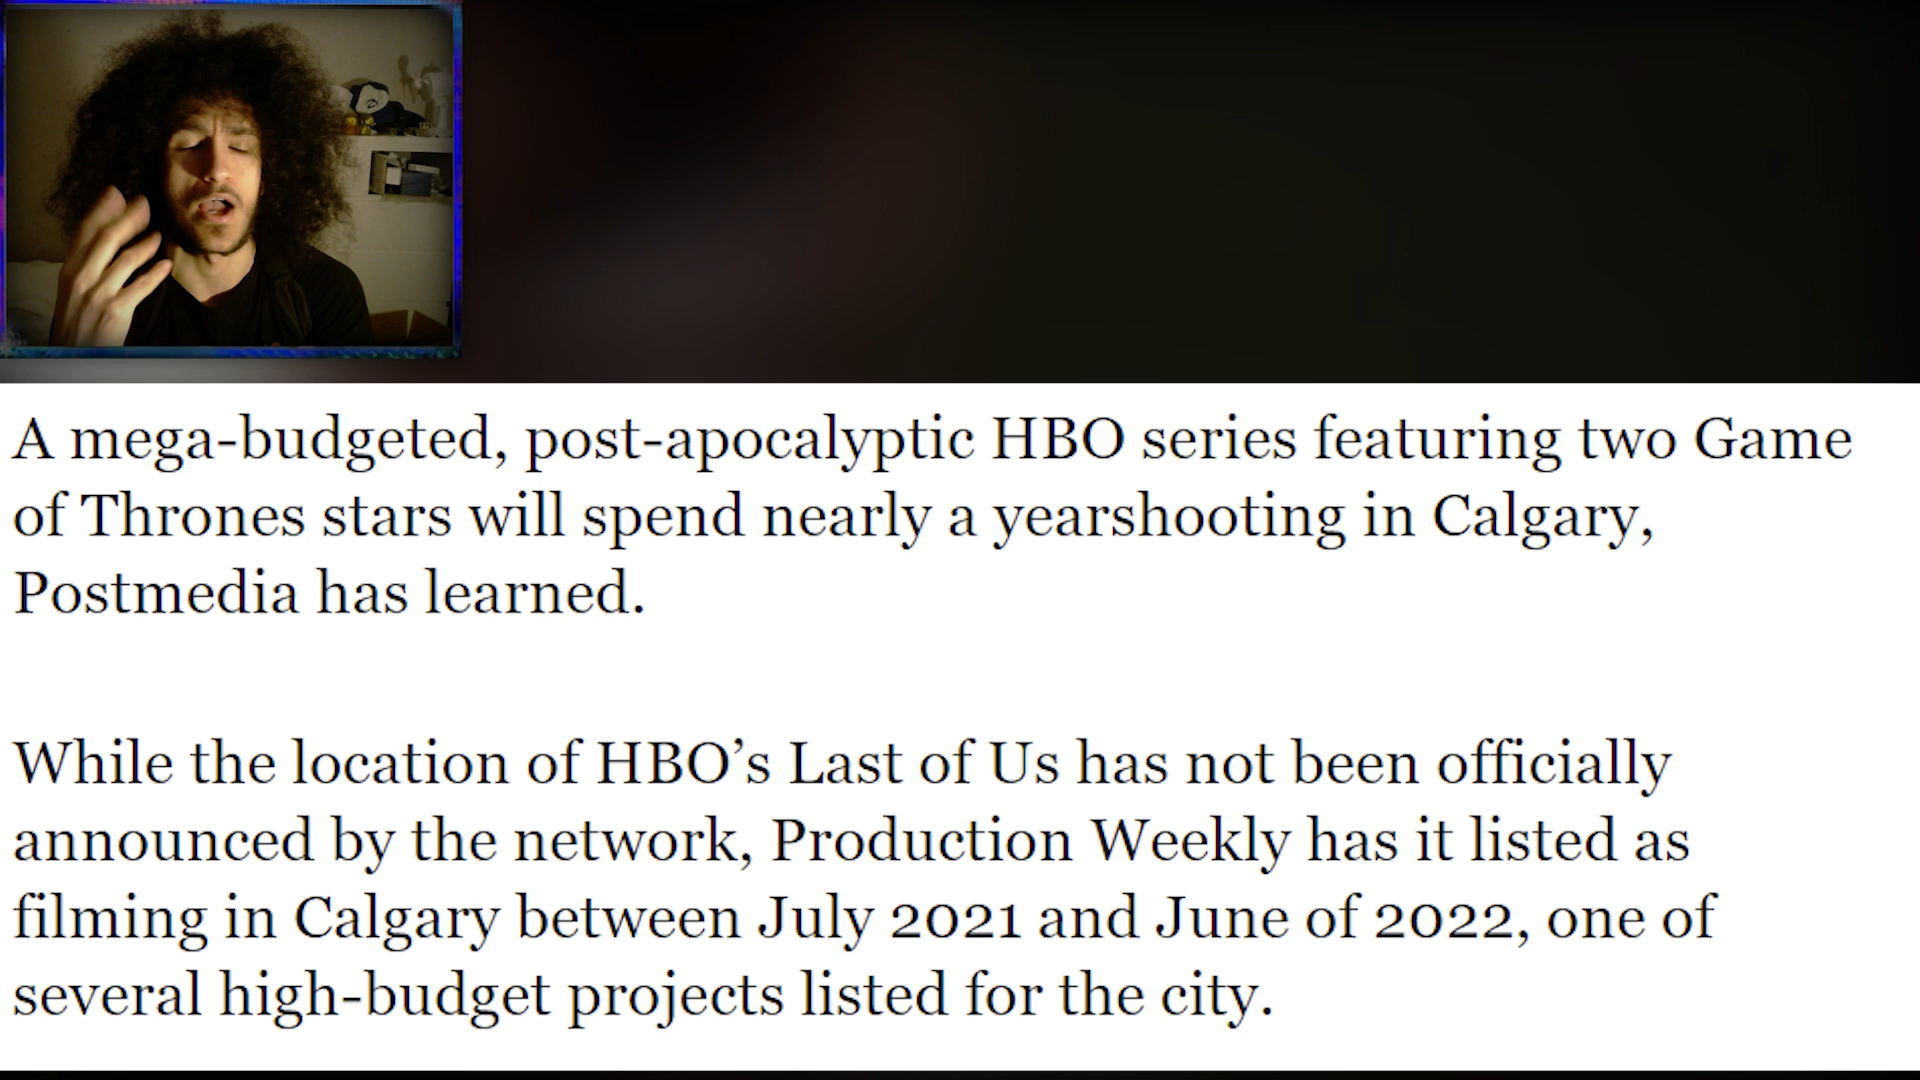 A mega-budgeted, post-apocalyptic HBO series featuring two Game
of Thrones stars will spend nearly a yearshooting in Calgary,
Postmedia has learned.
While the location of HBO’s Last of Us has not been officially
announced by the network, Production Weekly has it listed as
filming in Calgary between July 2021 and June of 2022, one of
several high-budget projects listed for the city.